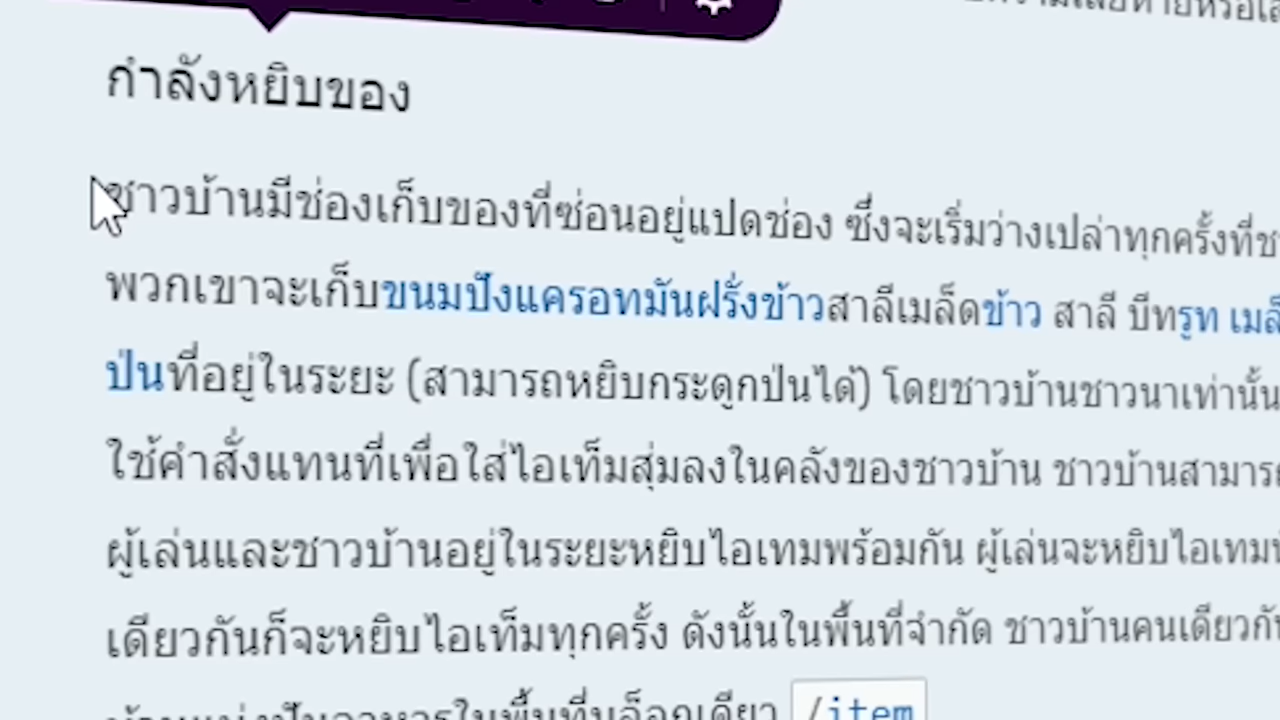 กำลังหยิบของ
ชาวบ้านมีช่องเก็บของที่ซ่อนอยู่แปดช่อง ซึ่งจะเริ่มว่างเปล่าทุกครั้งที่
พวกเขาจะเก็บขนมปังแครอทมันฝรั่งข้าวสาลีเมล็ดข้าว สาลี บีทรูท
ป่นที่อยู่ในระยะ (สามารถหยิบกระดูกป่นได้) โดยชาวบ้านชาวนาเท่านั้น
ใช้คำสั่งแทนที่เพื่อใส่ไอเท็มสุ่มลงในคลังของชาวบ้าน ชาวบ้าน
ผู้เล่นและชาวบ้านอยู่ในระยะหยิบไอเทมพร้อมกัน ผู้เล่นจะหยิบไอเทม
เดียวกันก็จะหยิบไอเท็มทุกครั้ง ดังนั้นในพื้นที่จำกัด ชาวบ้านคน
/item